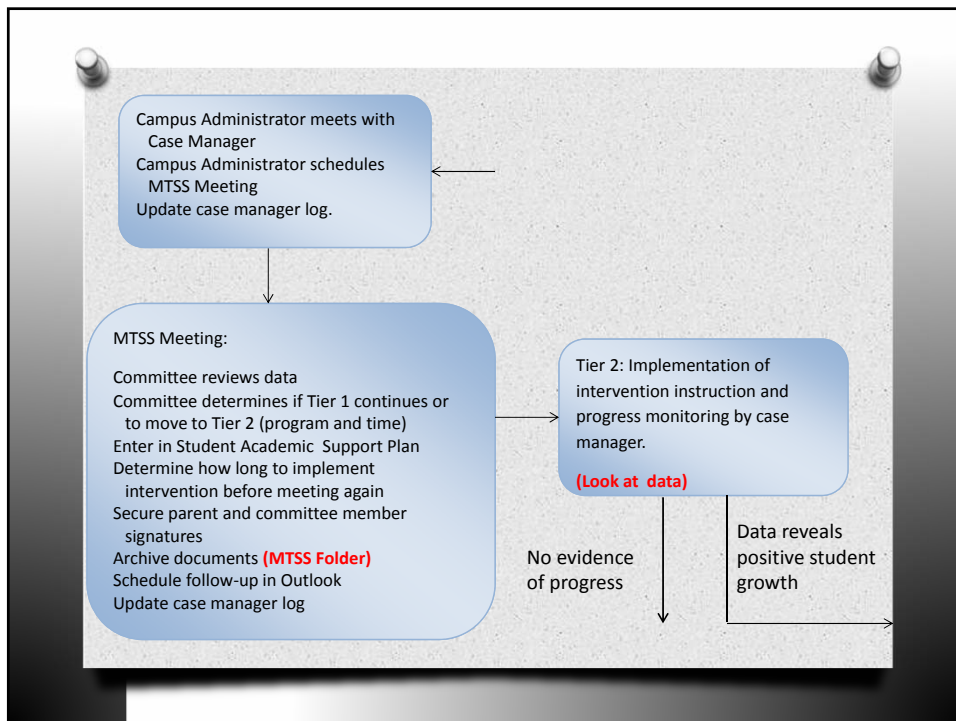 Campus Administrator meets with
Case Manager
Campus Administrator schedules
MTSS Meeting
Update case manager log.
MTSS Meeting:
Committee reviews data
Committee determines if Tier 1 continues or
to move to Tier 2 (program and time)
Enter in Student Academic Support Plan
Determine how long to implement
intervention before meeting again
Secure parent and committee member
signatures
Archive documents (MTSS Folder)
Schedule follow-up in Outlook
Update case manager log
Tier 2: Implementation of
intervention instruction and
progress monitoring by case
manager.
(Look at data)
No evidence
of progress
Data reveals
positive student
growth